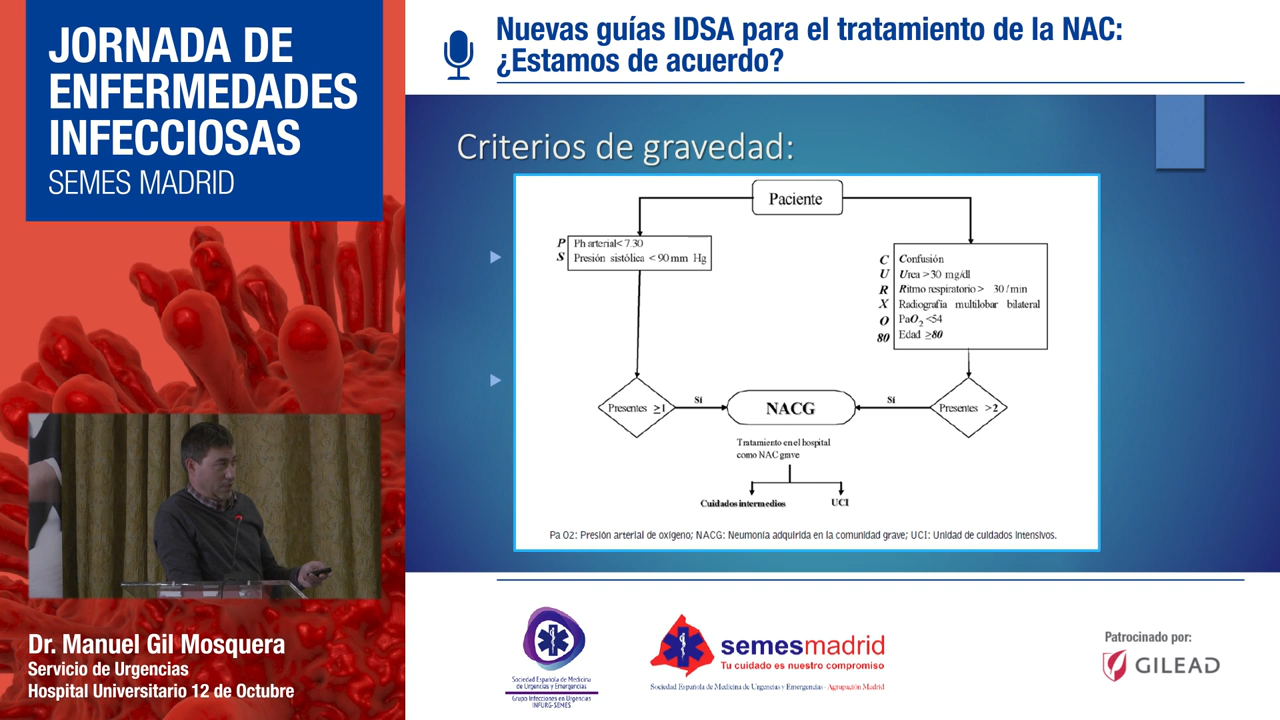 JORNADA DE
ENFERMEDADES
INFECCIOSAS
SEMES MADRID
Nuevas guías IDSA para el tratamiento de la NAC:
¿Estamos de acuerdo?
Criterios de gravedad:
Paciente
P Ph arterial< 7.30
S Presión sistólica < 90 mm Hg
C Confusión
U Urea >30 mg/dl
R Ritmo respiratorio > 30/min
X Radiografía multilobar bilateral
O PaO2 <54
80 Edad ≥80
Presentes ≥1
Sí
NACG
Sí
Presentes >2
Tratamiento en el hospital
como NAC grave
Cuidados intermedios
UCI
Pa O2: Presión arterial de oxígeno; NACG: Neumonía adquirida en la comunidad grave; UCI: Unidad de cuidados intensivos.
Dr. Manuel Gil Mosquera
Servicio de Urgencias
Hospital Universitario 12 de Octubre
Sociedad Española de Medicina
de Urgencias y Emergencias
Grupo Infecciones en Urgencias
INFURG-SEMES
semesmadrid
Tu cuidado es nuestro compromiso
Sociedad Española de Medicina de Urgencias y Emergencias - Agrupación Madrid
Patrocinado por:
GILEAD